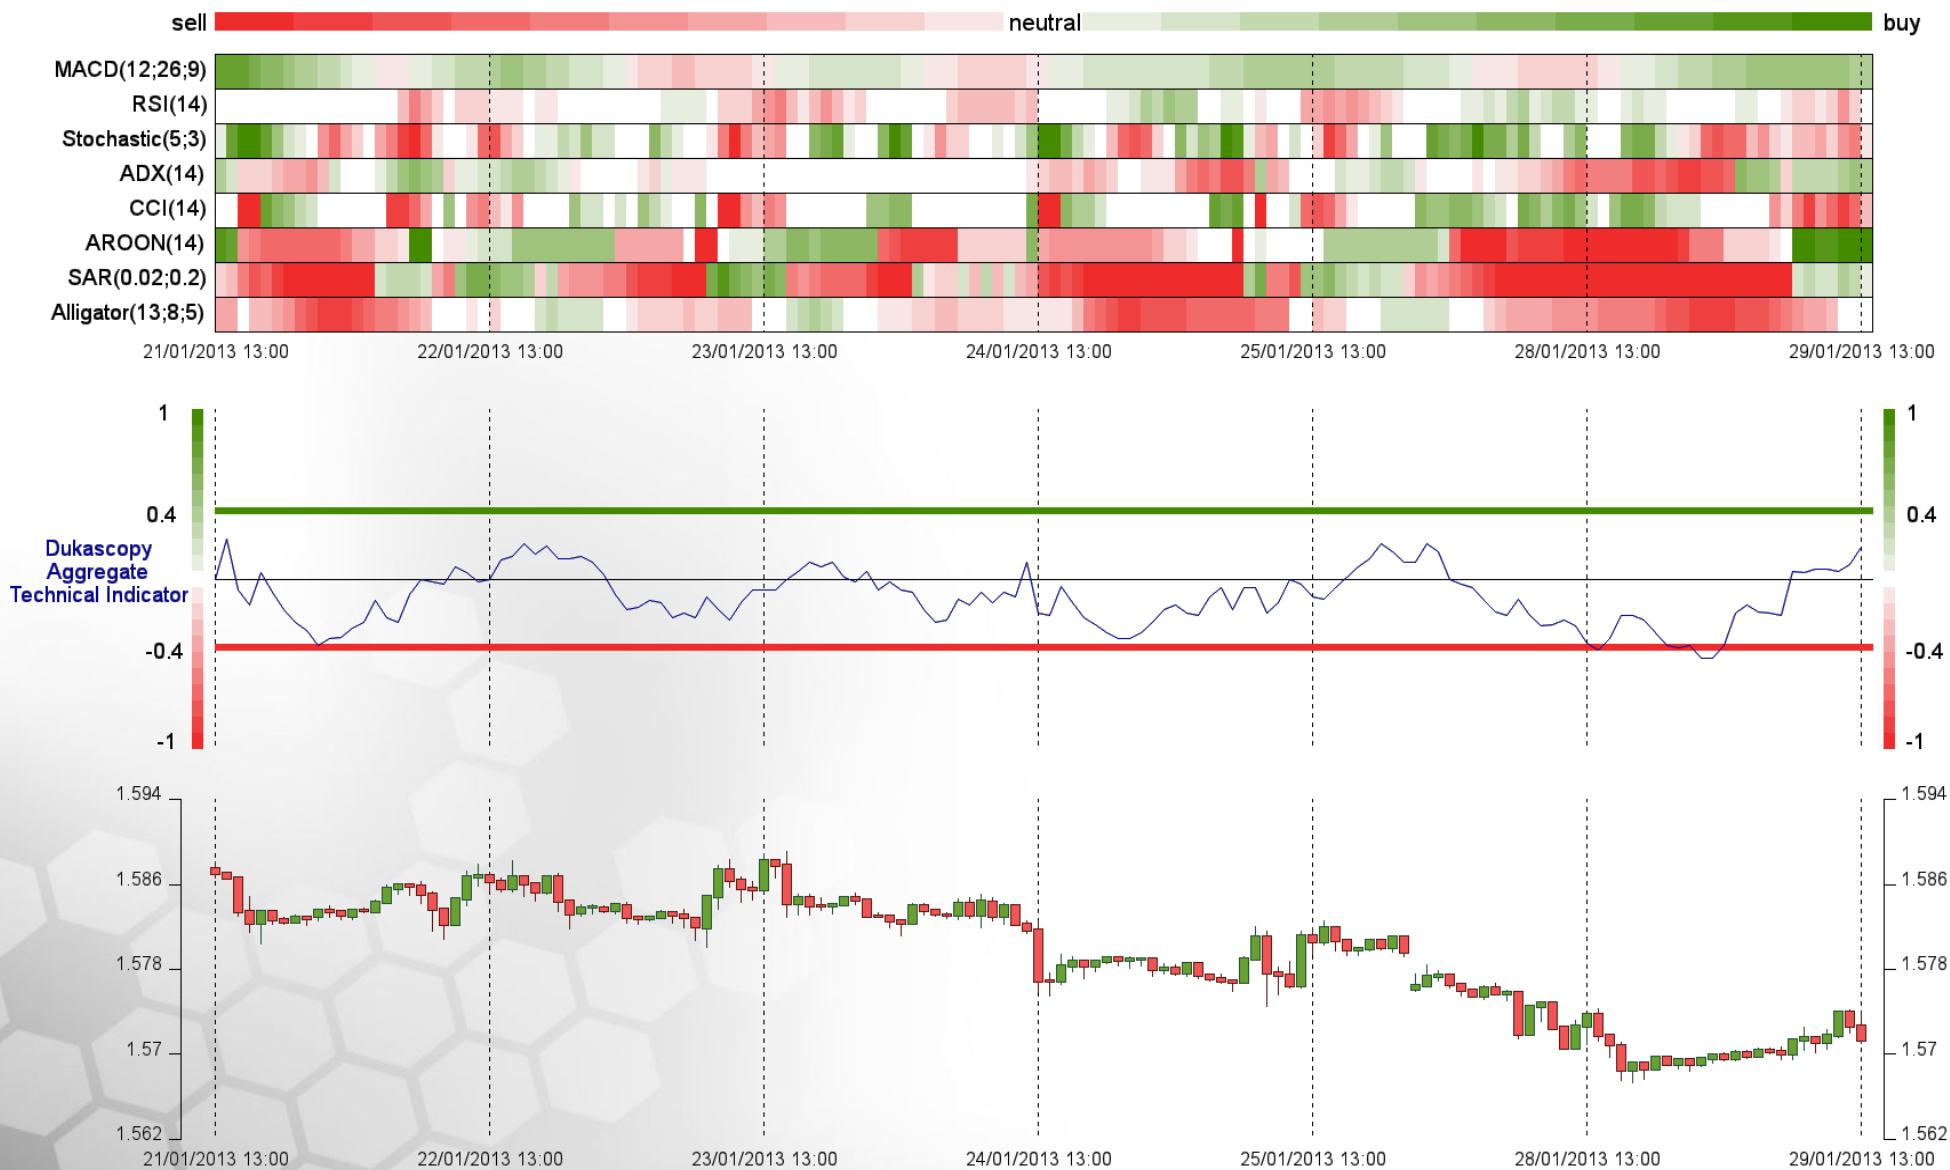 sell neutral buy
MACD(12;26;9)
RSI(14)
Stochastic(5;3)
ADX(14)
CCI(14)
AROON(14)
SAR(0.02;0.2)
Alligator(13;8;5)
21/01/2013 13:00 22/01/2013 13:00 23/01/2013 13:00 24/01/2013 13:00 25/01/2013 13:00 28/01/2013 13:00 29/01/2013 13:00
1 1
0.4 0.4
Dukascopy
Aggregate
Technical Indicator
-0.4 -0.4
-1 -1
1.594 1.594
1.586 1.586
1.578 1.578
1.57 1.57
1.562 1.562
21/01/2013 13:00 22/01/2013 13:00 23/01/2013 13:00 24/01/2013 13:00 25/01/2013 13:00 28/01/2013 13:00 29/01/2013 13:00